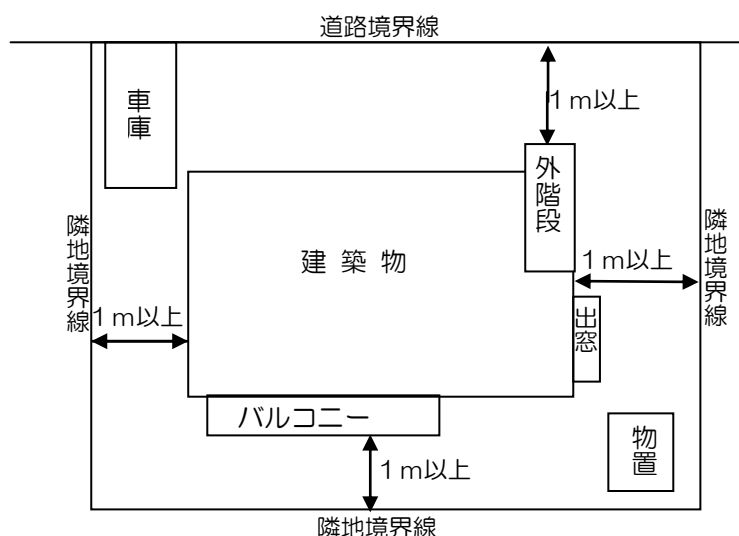 道路境界線
車庫
1m以上
外階段
建築物
隣地境界線
隣地境界線
1m以上
1m以上
出窓
バルコニー
物置
1m以上
隣地境界線